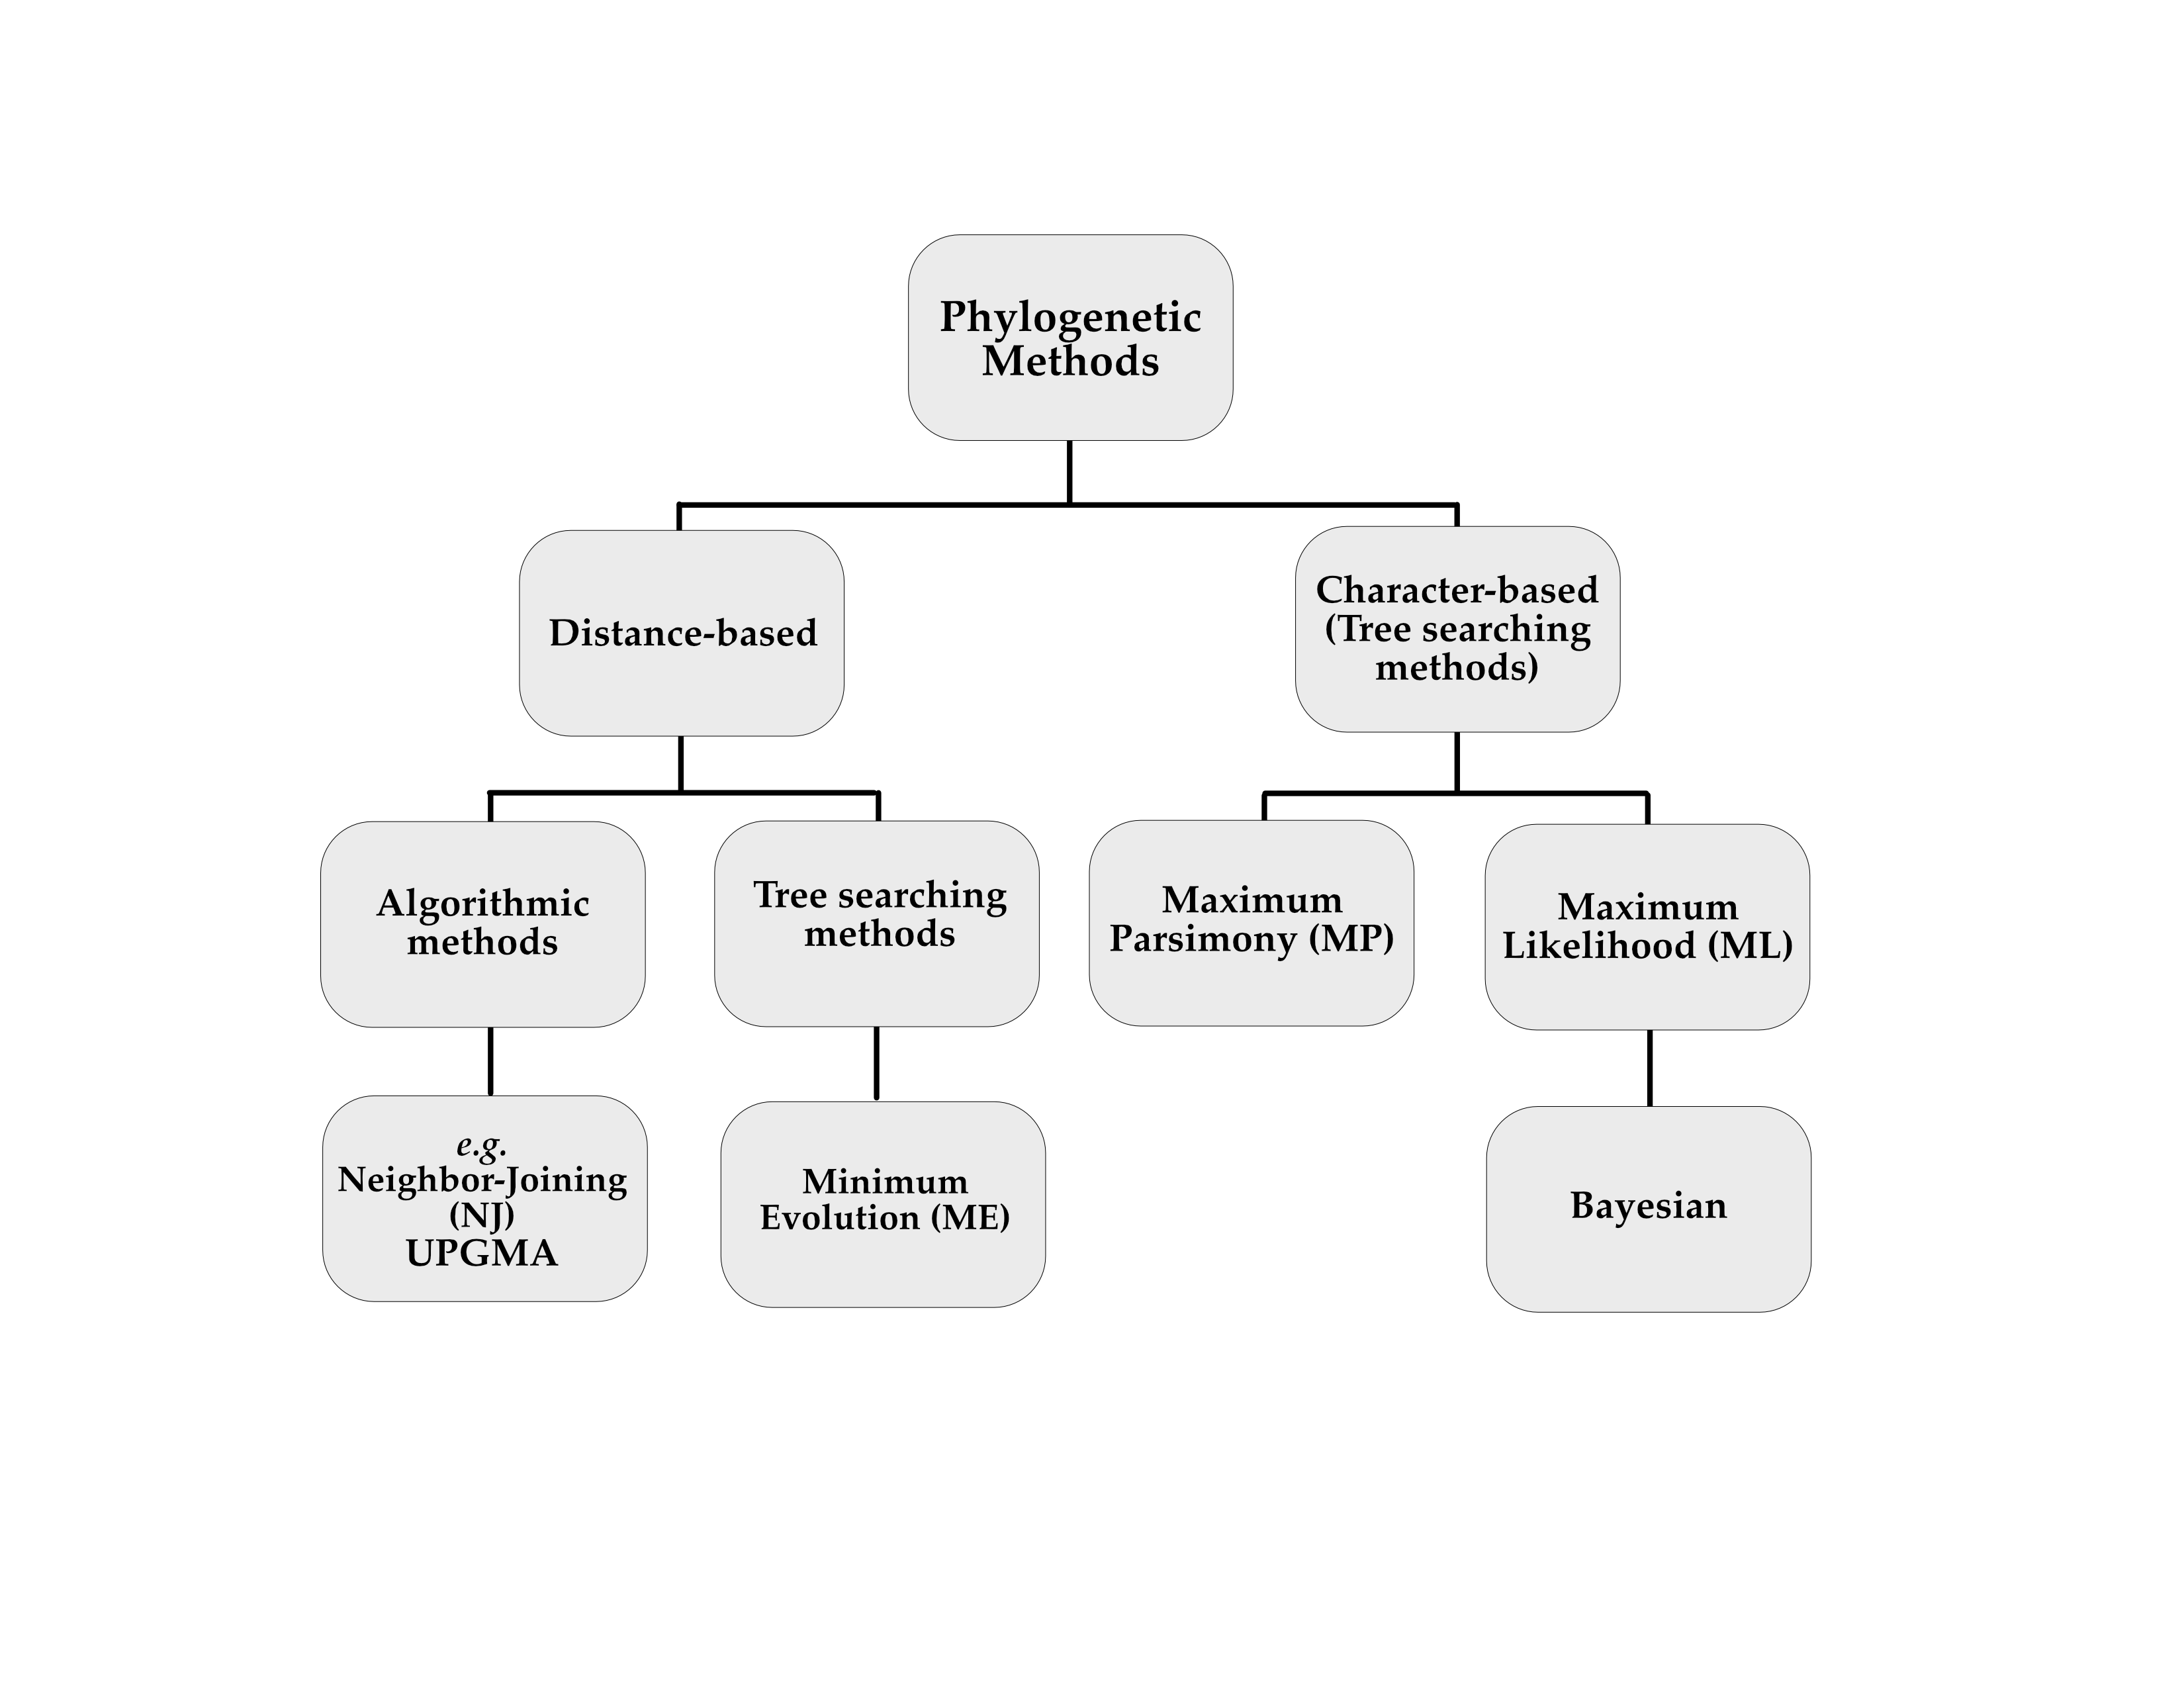 Phylogenetic
Methods
Distance-based
Character-based
(Tree searching
methods)
Algorithmic
methods
Tree searching
methods
Maximum
Parsimony (MP)
Maximum
Likelihood (ML)
e.g.
Neighbor-Joining
(NJ)
UPGMA
Minimum
Evolution (ME)
Bayesian